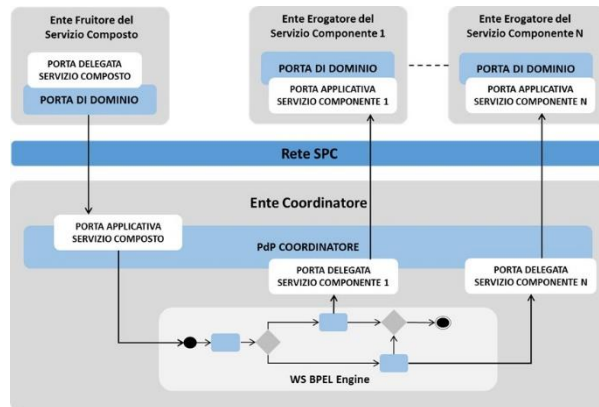 Ente Fruitore del
Servizio Composto
PORTA DELEGATA
SERVIZIO COMPOSTO
PORTA DI DOMINIO
Ente Erogatore del
Servizio Componente 1
PORTA DI DOMINIO
PORTA APPLICATIVA
SERVIZIO COMPONENTE 1
Ente Erogatore del
Servizio Componente N
PORTA DI DOMINIO
PORTA APPLICATIVA
SERVIZIO COMPONENTE N
Rete SPC
Ente Coordinatore
PORTA APPLICATIVA
SERVIZIO COMPOSTO
PdP COORDINATORE
PORTA DELEGATA
SERVIZIO COMPONENTE 1
PORTA DELEGATA
SERVIZIO COMPONENTE N
WS BPEL Engine